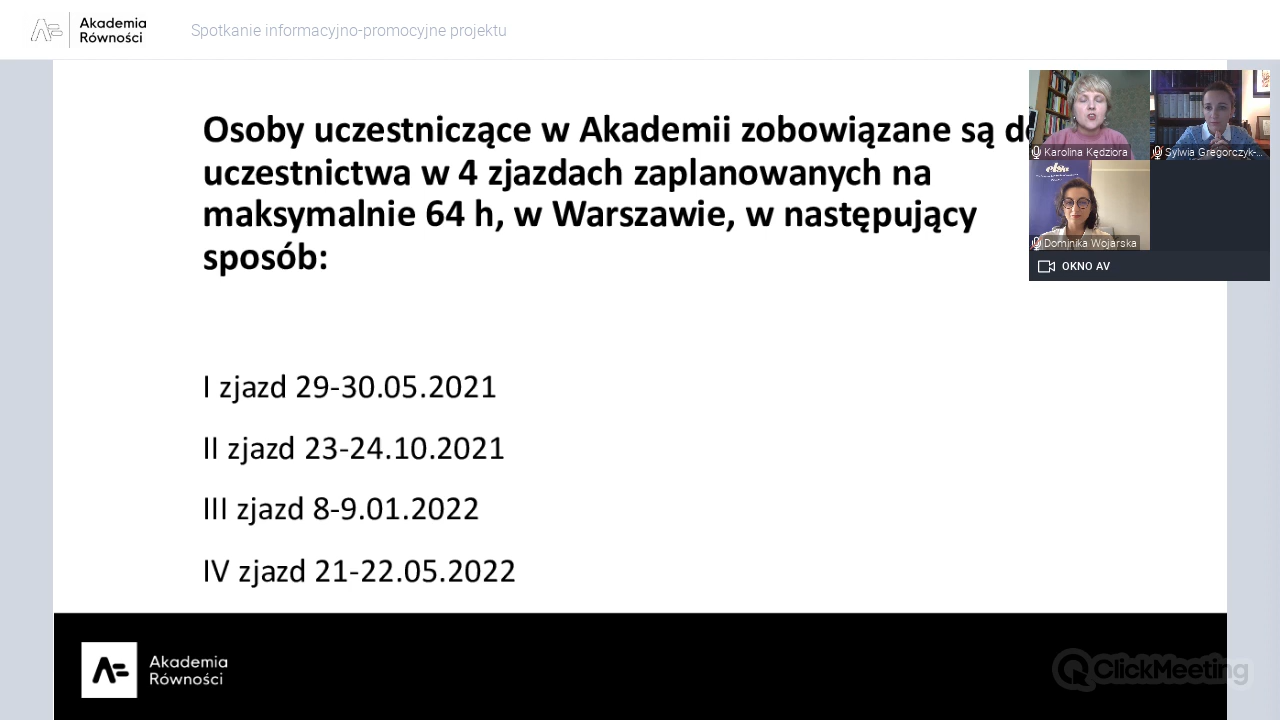 Akademia
Równości
Spotkanie informacyjno-promocyjne projektu
Osoby uczestniczące w Akademii zobowiązane są do
uczestnictwa w 4 zjazdach zaplanowanych na
maksymalnie 64 h, w Warszawie, w następujący
sposób:
I zjazd 29-30.05.2021
II zjazd 23-24.10.2021
III zjazd 8-9.01.2022
IV zjazd 21-22.05.2022
Karolina Kędziora
Sylwia Gregorczyk-...
Dominika Wojarska
OKNO AV
Akademia
Równości
ClickMeeting